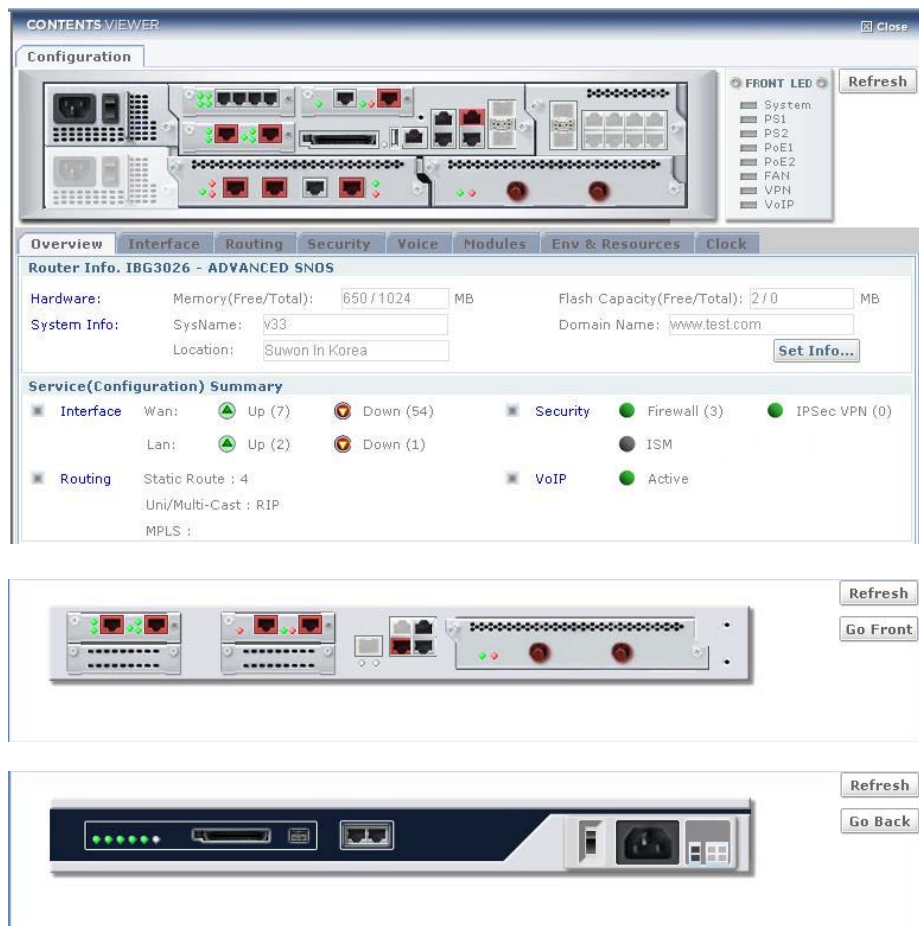 CONTENTS VIEWER
Close
Configuration
FRONT LED
Refresh
System
PS1
PS2
PoE1
PoE2
FAN
VPN
VoIP
Overview Interface Routing Security Voice Modules Env & Resources Clock
Router Info. IBG3026 - ADVANCED SNOS
Hardware: Memory(Free/Total): 650 / 1024 MB Flash Capacity(Free/Total): 2 / 0 MB
System Info: SysName: v33 Domain Name: www.test.com
Location: Suwon In Korea Set Info...
Service(Configuration) Summary
Interface Wan: Up (7) Down (54) Security Firewall (3) IPSec VPN (0)
Lan: Up (2) Down (1) ISM
Routing Static Route : 4 VoIP Active
Uni/Multi-Cast : RIP
MPLS :
Refresh
Go Front
Refresh
Go Back